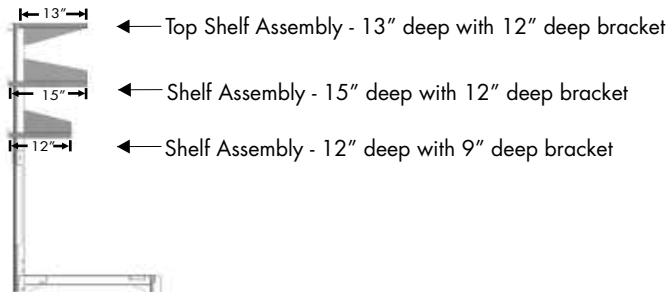 13”
Top Shelf Assembly - 13” deep with 12” deep bracket
15”
Shelf Assembly - 15” deep with 12” deep bracket
12”
Shelf Assembly - 12” deep with 9” deep bracket